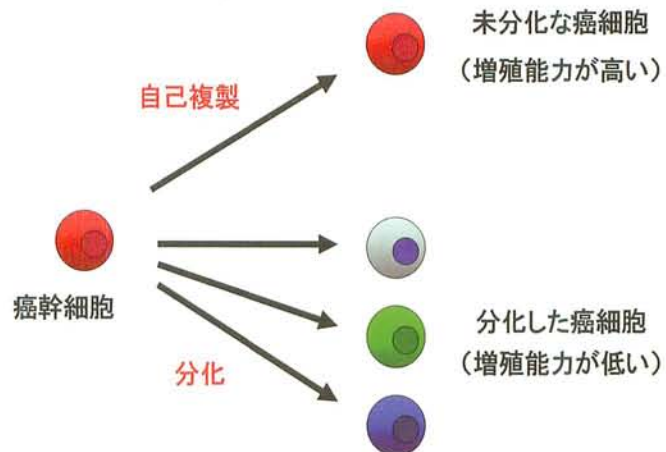 未分化な癌細胞
（増殖能力が高い）
自己複製
癌幹細胞
分化した癌細胞
（増殖能力が低い）
分化